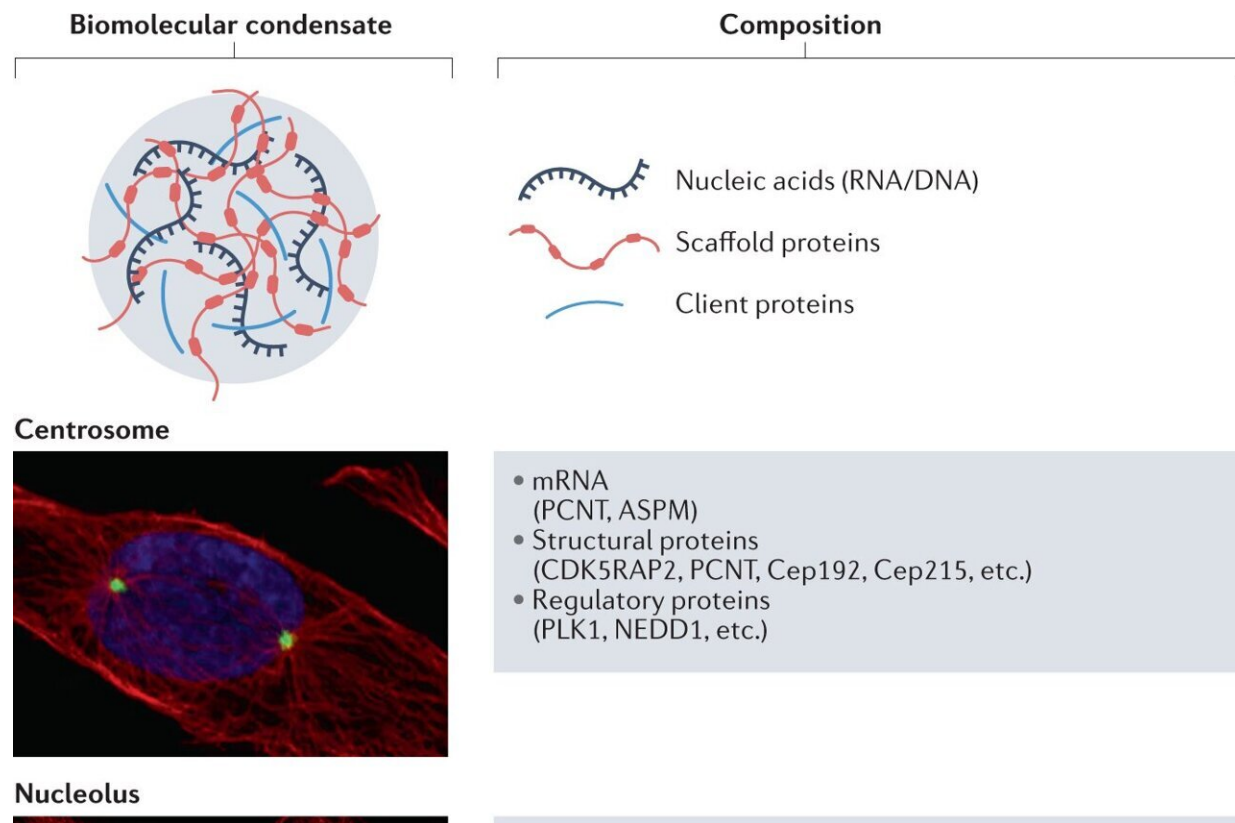 Biomolecular condensate
Composition
Nucleic acids (RNA/DNA)
Scaffold proteins
Client proteins
Centrosome
• mRNA
(PCNT, ASPM)
• Structural proteins
(CDK5RAP2, PCNT, Cep192, Cep215, etc.)
• Regulatory proteins
(PLK1, NEDD1, etc.)
Nucleolus